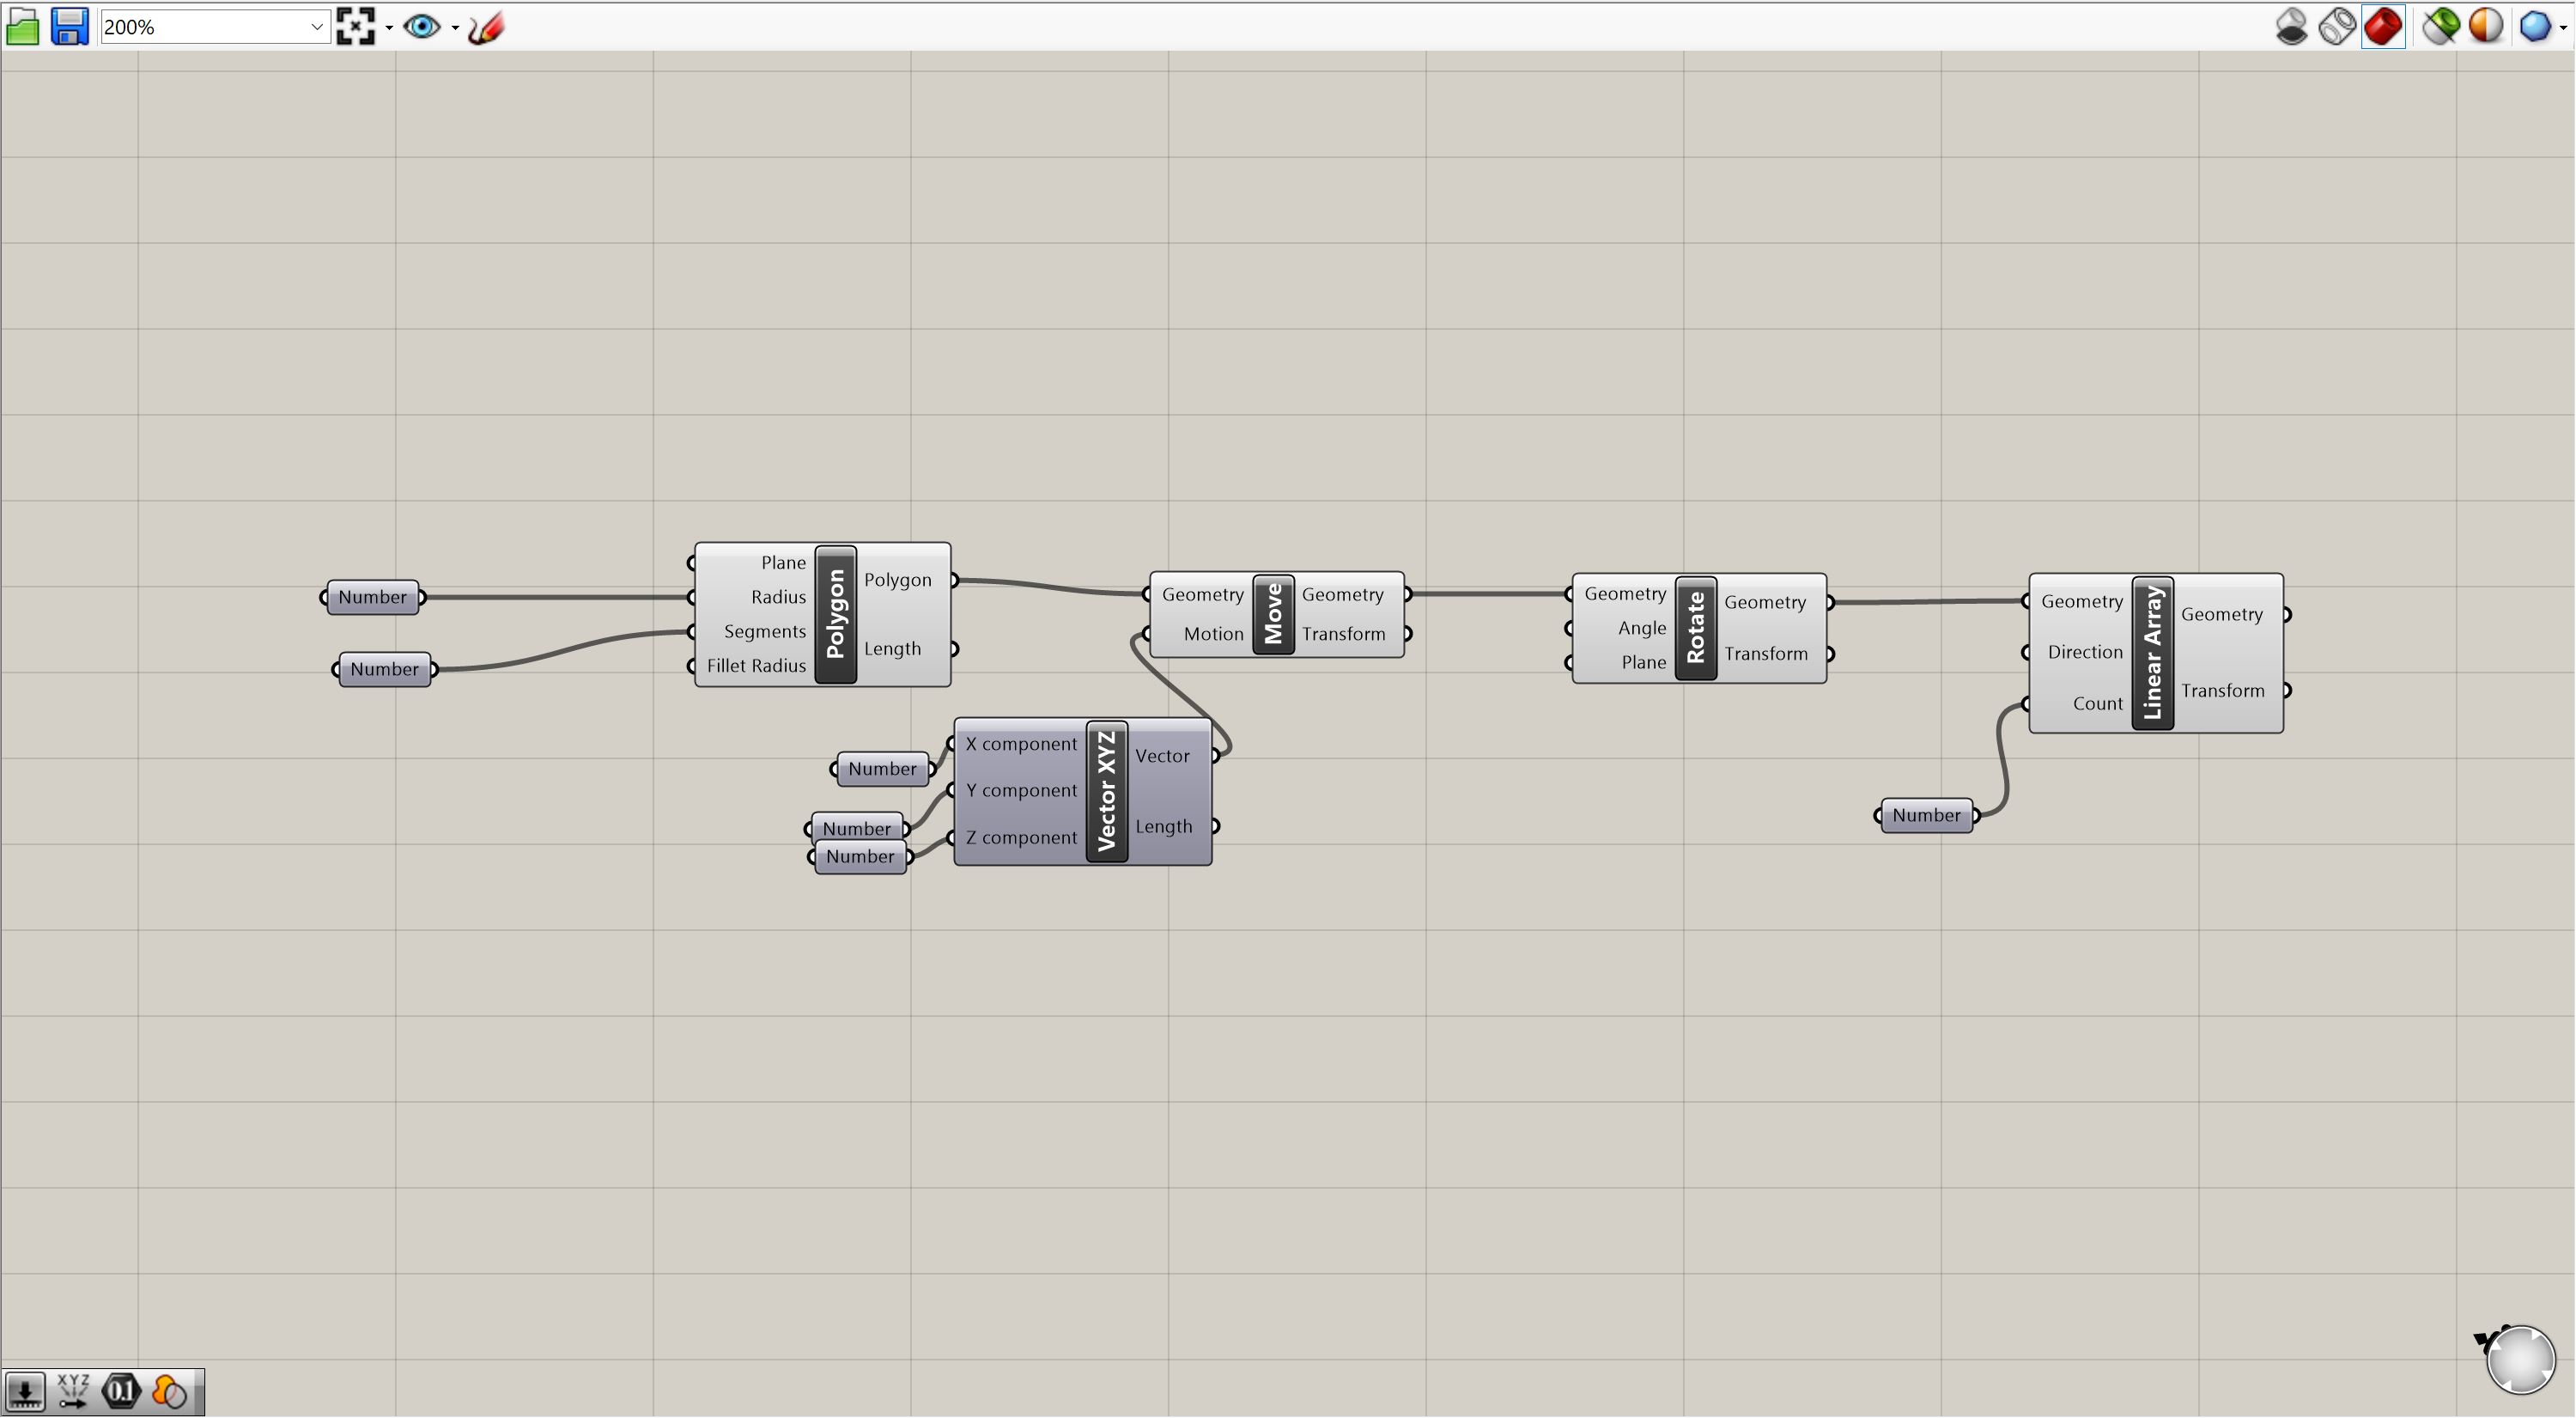 200%
Number
Number
Plane
Radius
Segments
Fillet Radius
Polygon
Polygon
Length
Number
Number
Number
X component
Y component
Z component
Vector XYZ
Vector
Length
Geometry
Motion
Move
Geometry
Transform
Geometry
Angle
Plane
Rotate
Geometry
Transform
Number
Geometry
Direction
Count
Linear Array
Geometry
Transform
XYZ
0.1